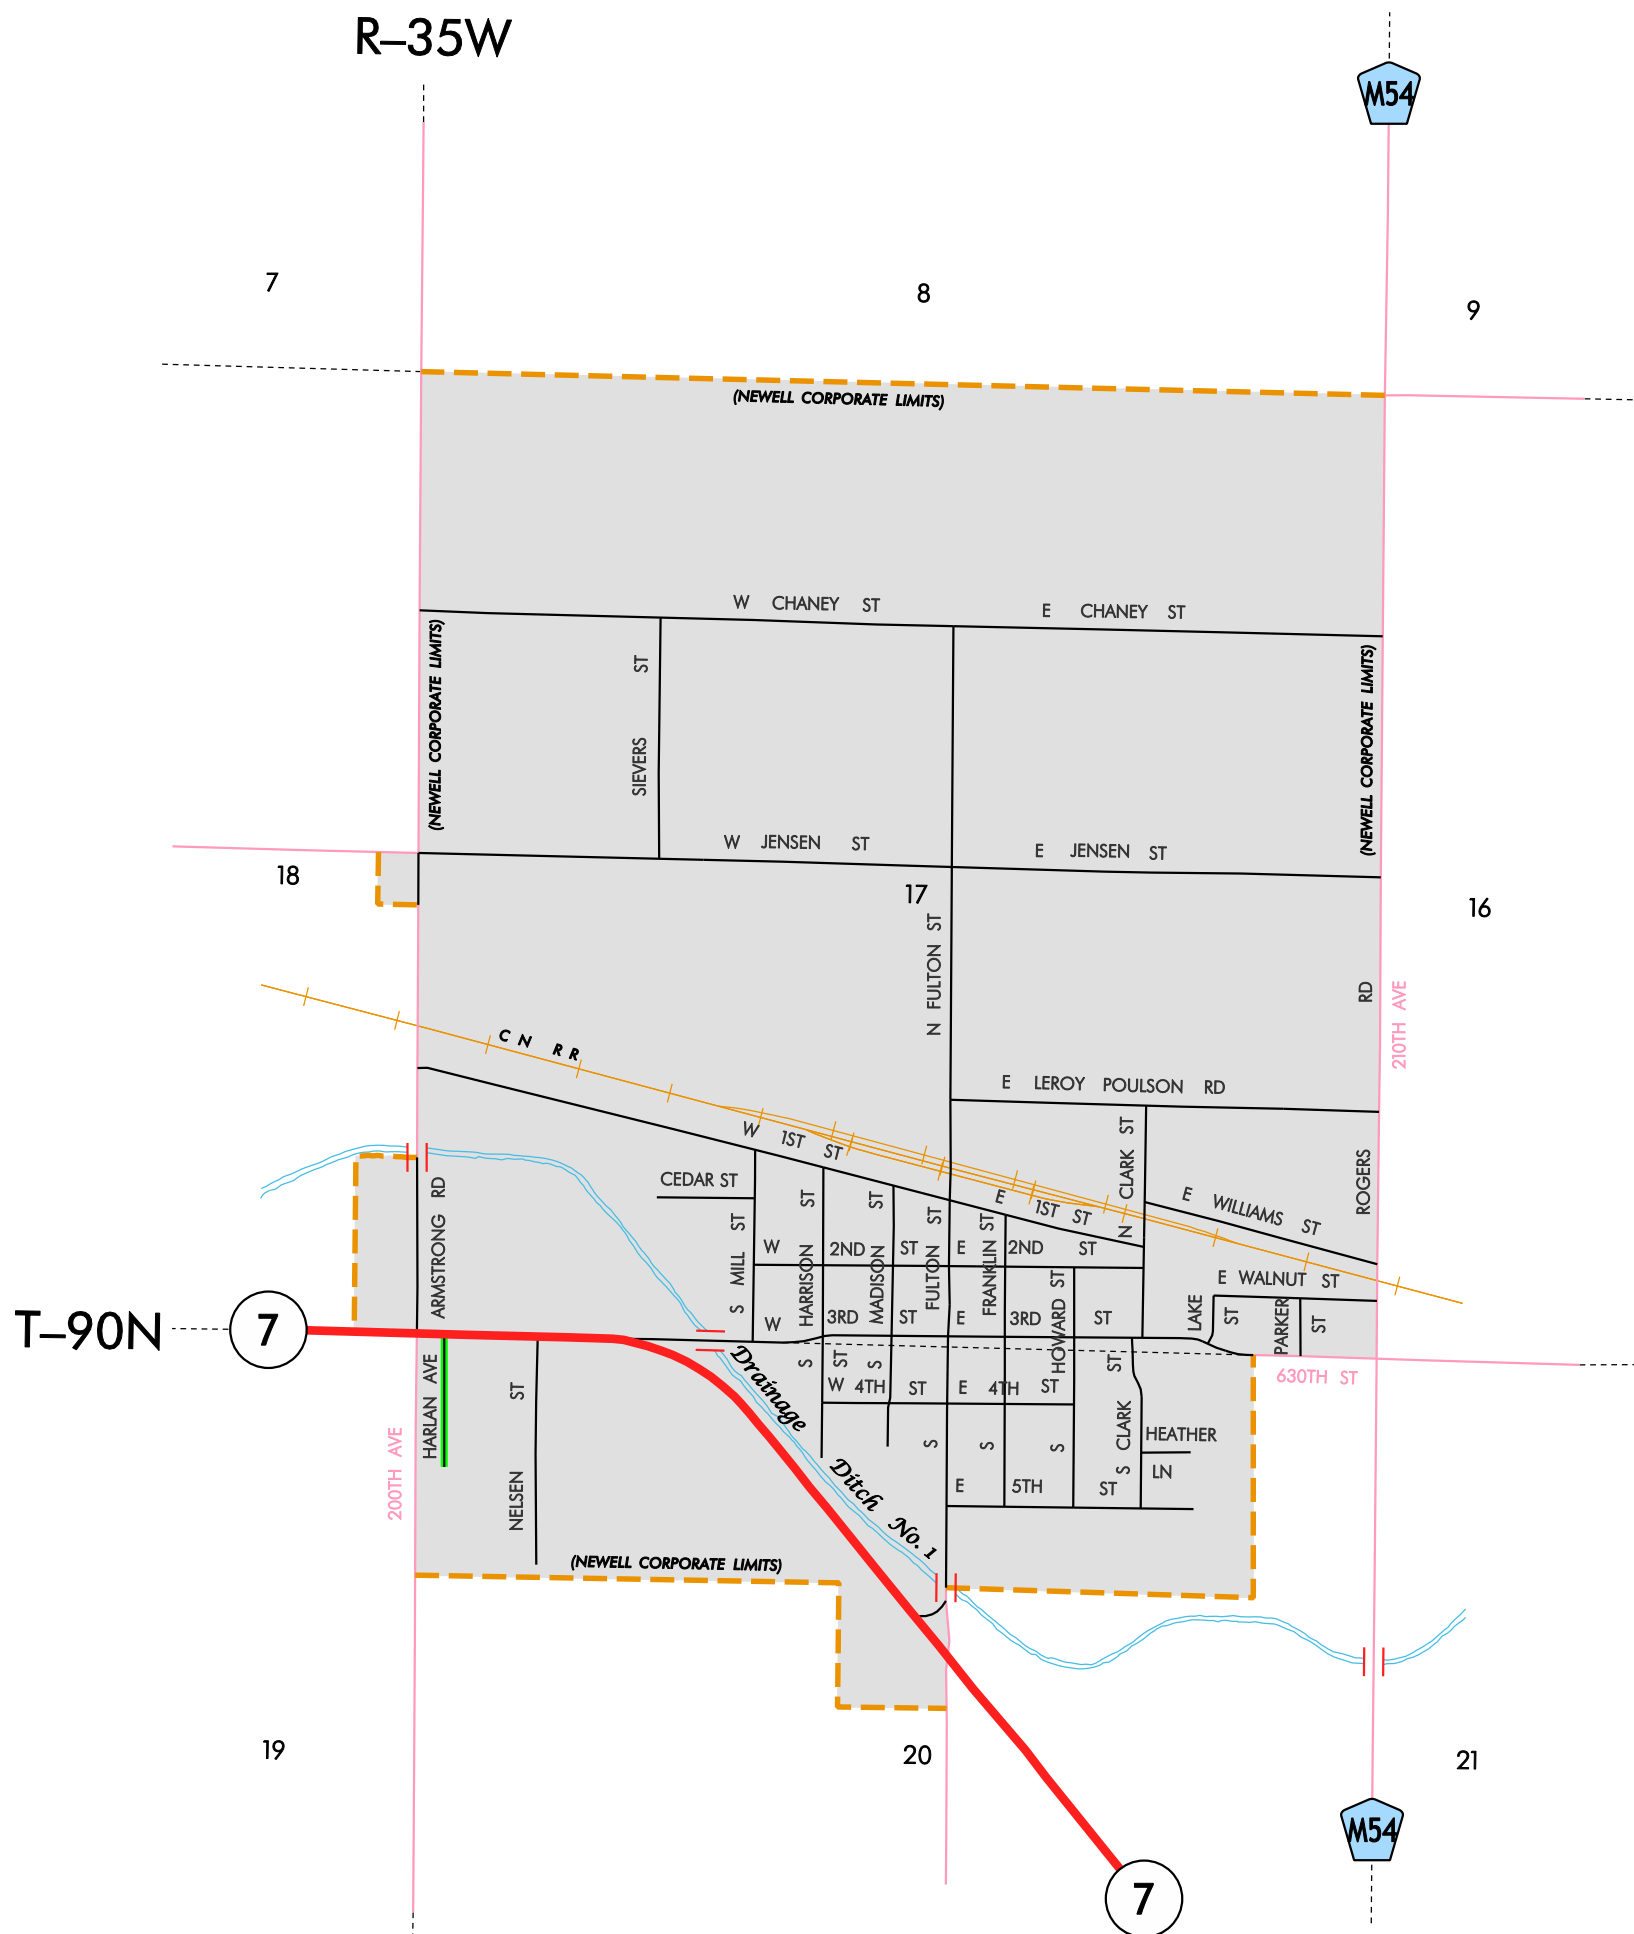 R–35W
M54
7
8
9
(NEWELL CORPORATE LIMITS)
W CHANEY ST
E CHANEY ST
(NEWELL CORPORATE LIMITS)
SIEVERS ST
(NEWELL CORPORATE LIMITS)
W JENSEN ST
E JENSEN ST
18
17
16
N FULTON ST
ROGERS RD
210TH AVE
C N R R
E LEROY POULSON RD
W 1ST ST
E 1ST ST
N CLARK ST
E WILLIAMS ST
CEDAR ST
ARMSTRONG RD
S MILL ST
S HARRISON ST
S MADISON ST
S FULTON ST
S FRANKLIN ST
S HOWARD ST
W 2ND ST
E 2ND ST
E WALNUT ST
LAKE ST
PARKER ST
T–90N
7
W 3RD ST
E 3RD ST
630TH ST
HARLAN AVE
200TH AVE
NELSEN ST
Drainage Ditch No. 1
ST
W 4TH ST
E 4TH ST
S CLARK ST
HEATHER LN
E 5TH ST
(NEWELL CORPORATE LIMITS)
19
20
21
M54
7